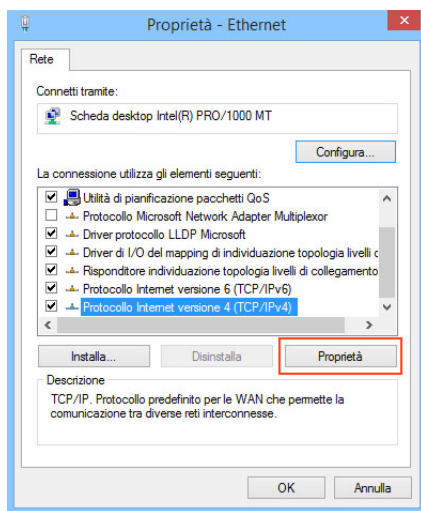 Proprietà - Ethernet
Rete
Connetti tramite:
Scheda desktop Intel(R) PRO/1000 MT
Configura...
La connessione utilizza gli elementi seguenti:
Utilità di pianificazione pacchetti QoS
Protocollo Microsoft Network Adapter Multiplexor
Driver protocollo LLDP Microsoft
Driver di I/O del mapping di individuazione topologia livelli c
Risponditore individuazione topologia livelli di collegamento
Protocollo Internet versione 6 (TCP/IPv6)
Protocollo Internet versione 4 (TCP/IPv4)
Installa... Disinstalla Proprietà
Descrizione
TCP/IP. Protocollo predefinito per le WAN che permette la
comunicazione tra diverse reti interconnesse.
OK Annulla